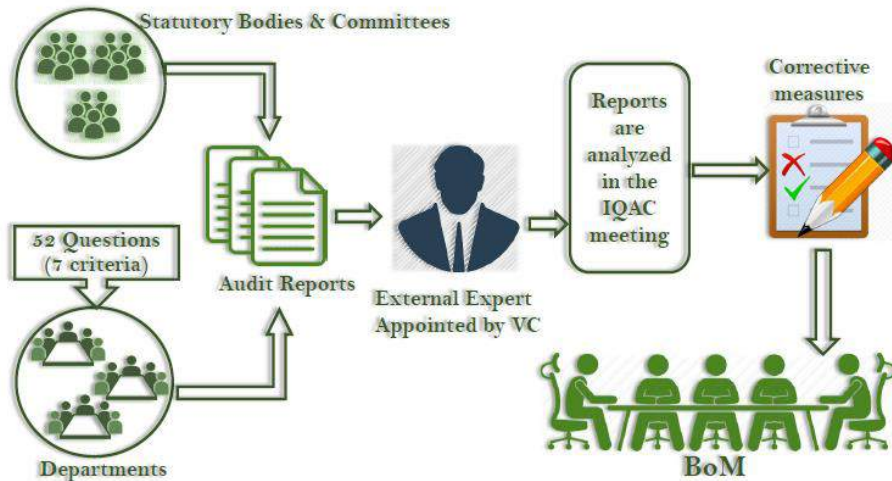 Statutory Bodies & Committees
52 Questions
(7 criteria)
Departments
Audit Reports
External Expert
Appointed by VC
Reports
are
analyzed
in the
IQAC
meeting
Corrective
measures
BoM